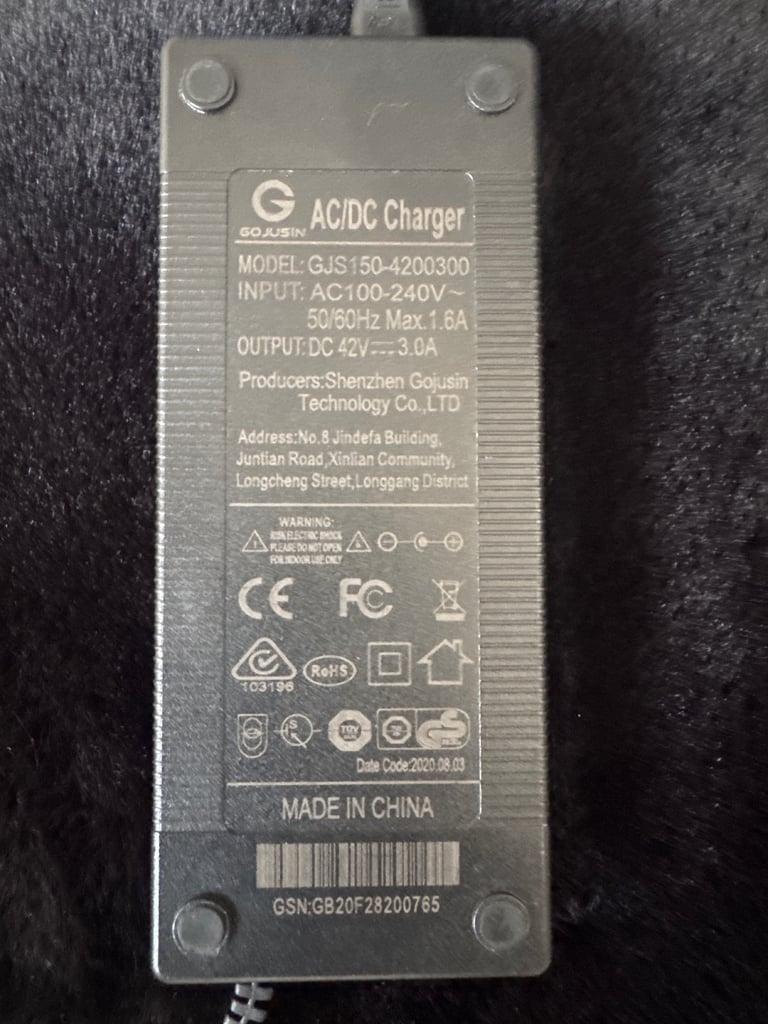 G
GOJUSIN
AC/DC Charger
MODEL: GJS150-4200300
INPUT: AC100-240V~
50/60Hz Max.1.6A
OUTPUT: DC 42V⎓3.0A
Producers:Shenzhen Gojusin
Technology Co.,LTD
Address:No.8 Jindefa Building,
Juntian Road,Xinlian Community,
Longcheng Street,Longgang District
WARNING:
RISK ELECTRIC SHOCK
PLEASE DO NOT OPEN
FOR INDOOR USE ONLY
CE FC
103196
RoHS
TÜV
GS
Date Code:2020.08.03
MADE IN CHINA
GSN:GB20F28200765